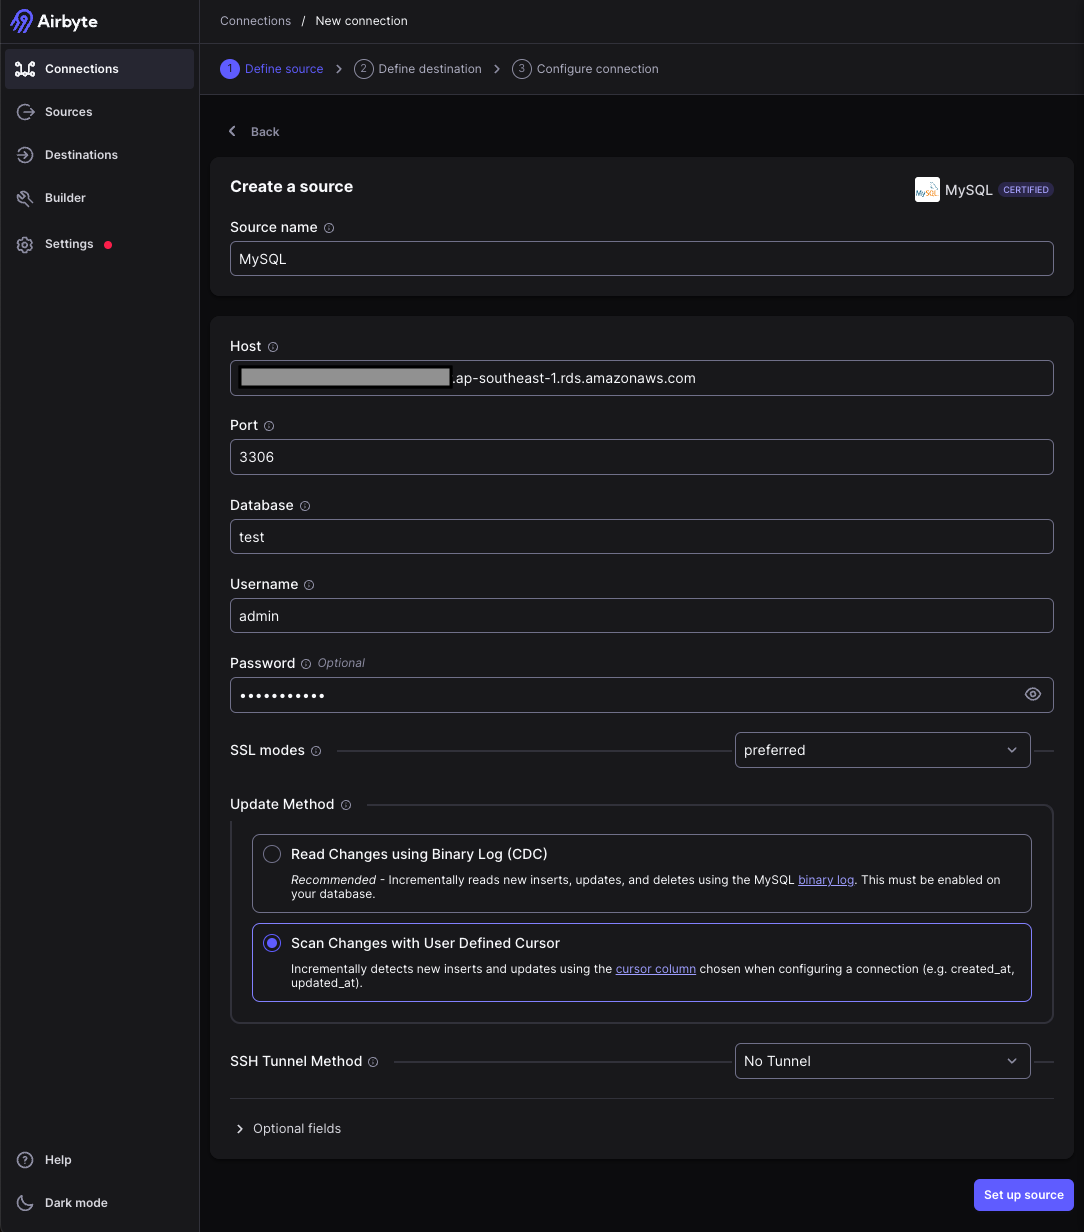 Airbyte
Connections / New connection
Connections
Sources
Destinations
Builder
Settings
1 Define source > 2 Define destination > 3 Configure connection
Back
Create a source
MySQL MySQL CERTIFIED
Source name
MySQL
Host
.ap-southeast-1.rds.amazonaws.com
Port
3306
Database
test
Username
admin
Password Optional
•••••••••••
SSL modes
preferred
Update Method
Read Changes using Binary Log (CDC)
Recommended - Incrementally reads new inserts, updates, and deletes using the MySQL binary log. This must be enabled on
your database.
Scan Changes with User Defined Cursor
Incrementally detects new inserts and updates using the cursor column chosen when configuring a connection (e.g. created_at,
updated_at).
SSH Tunnel Method
No Tunnel
Optional fields
Help
Dark mode
Set up source